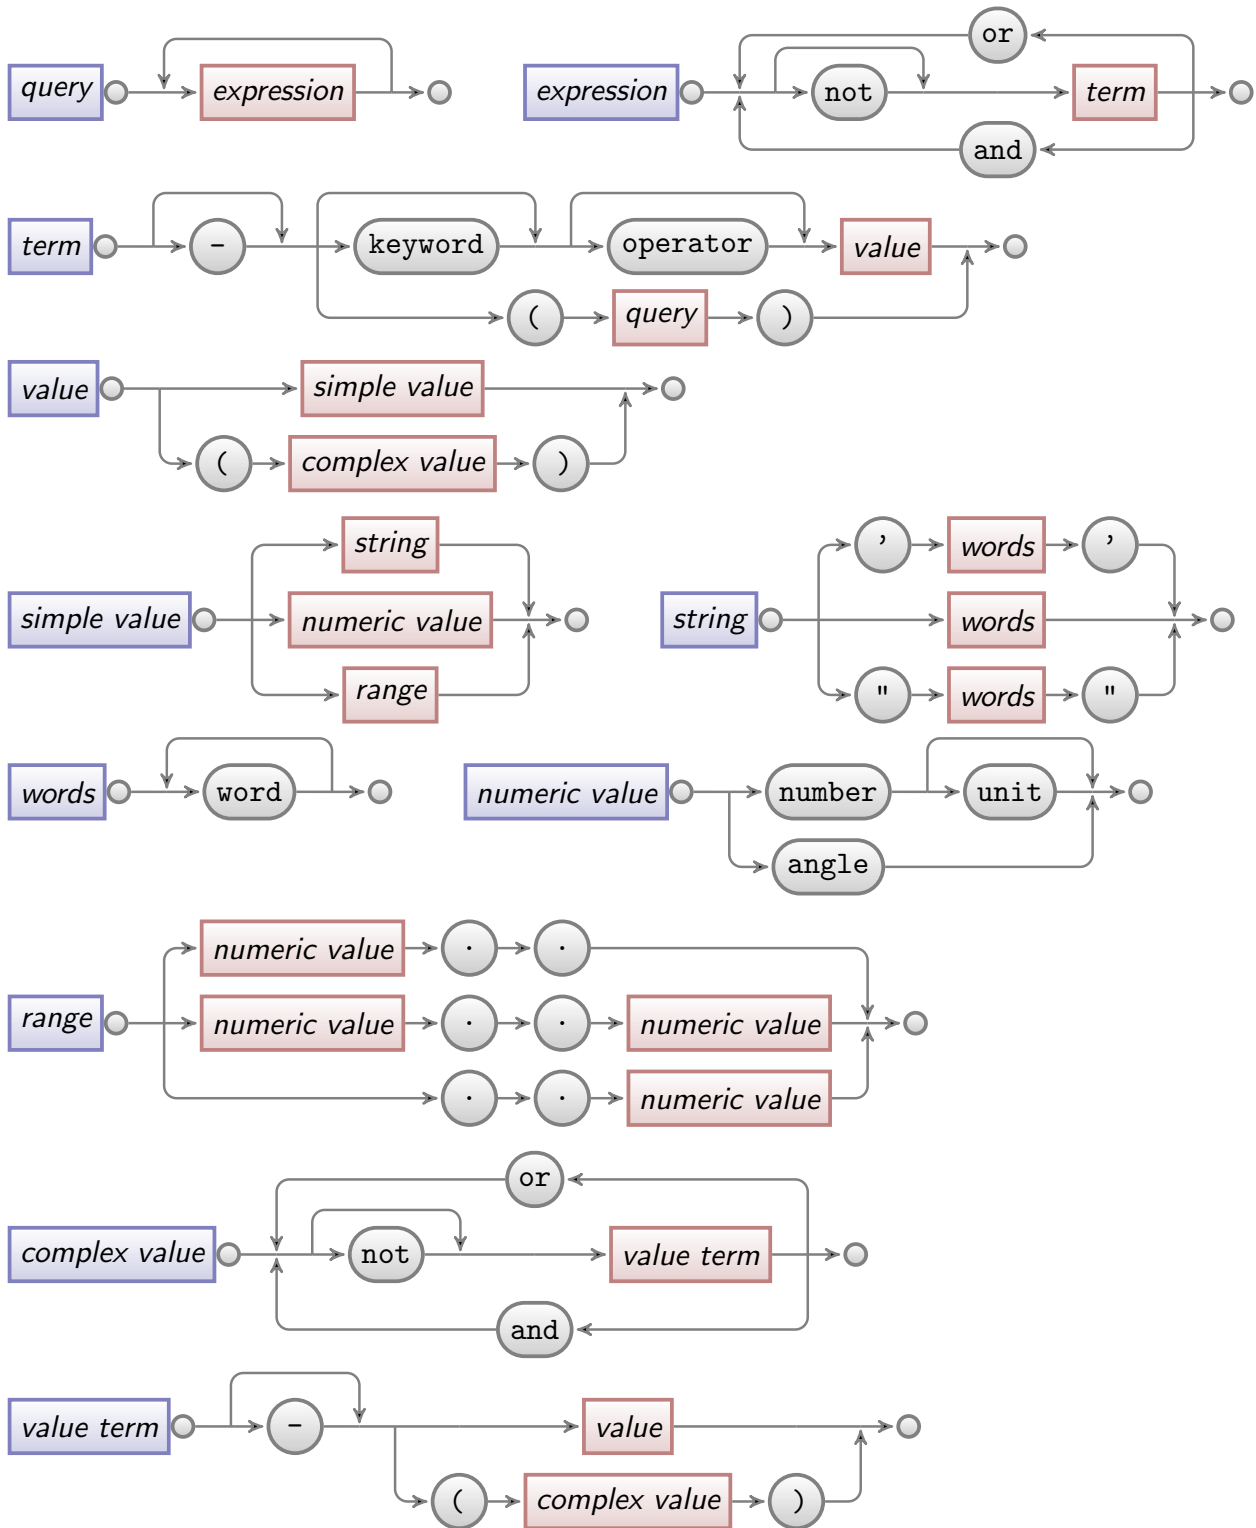 query expression
expression not term or and
term - keyword operator value
( query )
value simple value
( complex value )
simple value string numeric value range
string ' words '
words
" words "
words word
numeric value number unit
angle
range numeric value . .
numeric value . . numeric value
. . numeric value
complex value or
not value term
and
value term - value
( complex value )